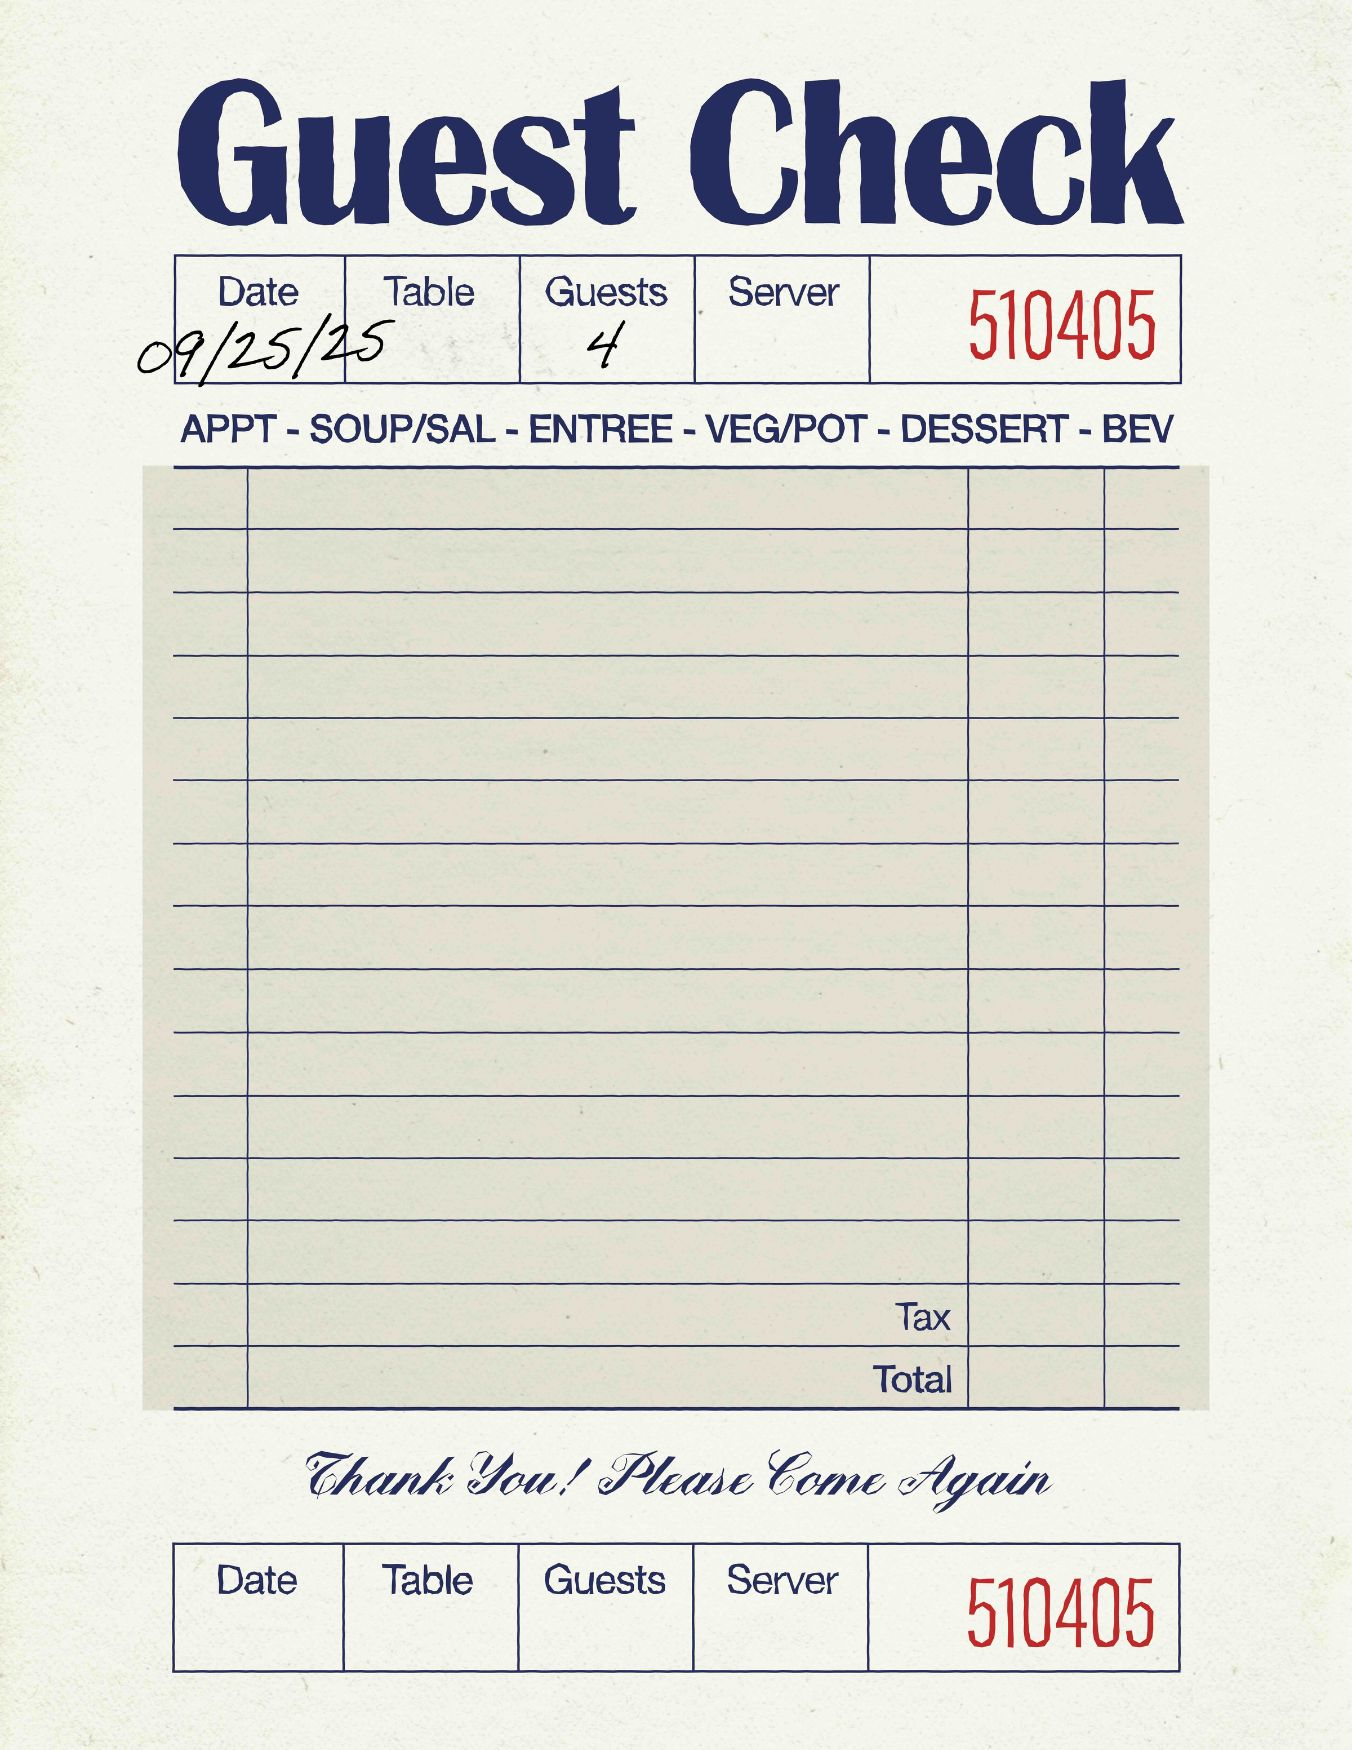 Guest Check
Date Table Guests Server 510405
09/25/25 4
APPT - SOUP/SAL - ENTREE - VEG/POT - DESSERT - BEV
Tax
Total
Thank You! Please Come Again
Date Table Guests Server 510405